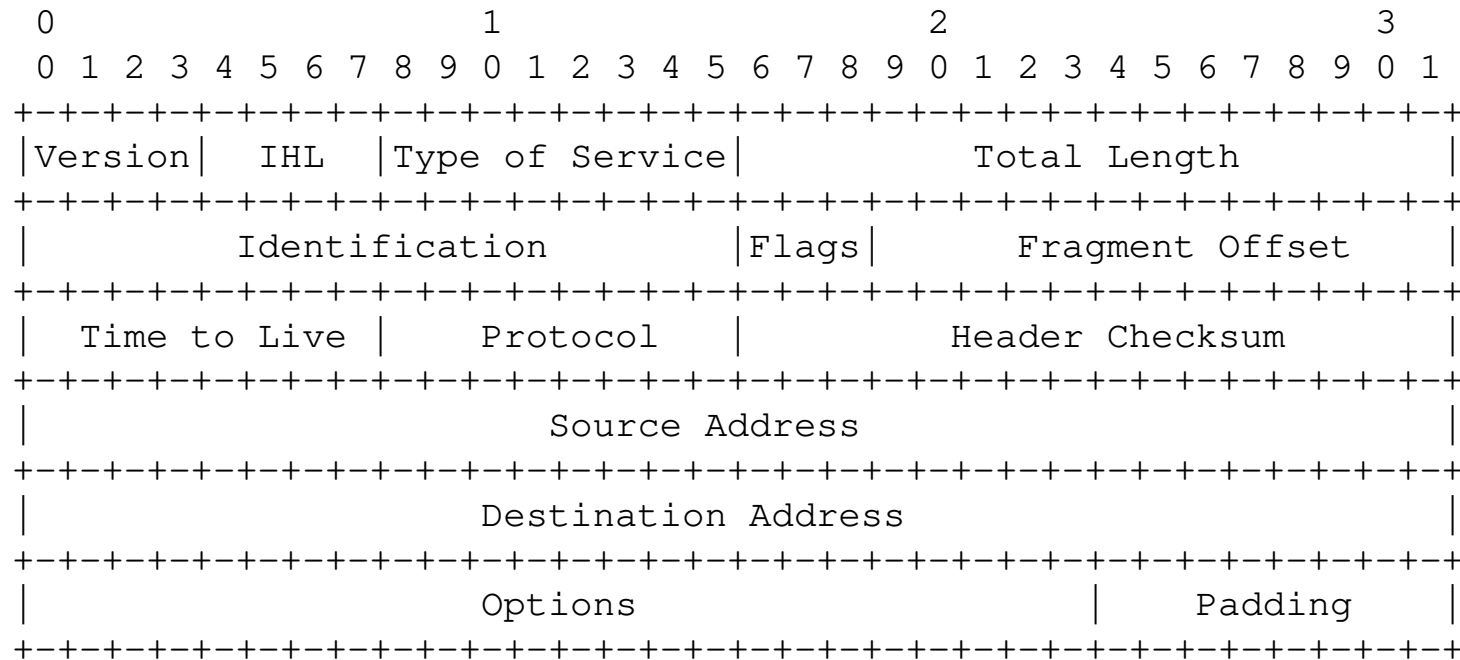 0                   1                   2                   3
 0 1 2 3 4 5 6 7 8 9 0 1 2 3 4 5 6 7 8 9 0 1 2 3 4 5 6 7 8 9 0 1
+-+-+-+-+-+-+-+-+-+-+-+-+-+-+-+-+-+-+-+-+-+-+-+-+-+-+-+-+-+-+-+-+
|Version|  IHL  |Type of Service|          Total Length         |
+-+-+-+-+-+-+-+-+-+-+-+-+-+-+-+-+-+-+-+-+-+-+-+-+-+-+-+-+-+-+-+-+
|         Identification        |Flags|      Fragment Offset    |
+-+-+-+-+-+-+-+-+-+-+-+-+-+-+-+-+-+-+-+-+-+-+-+-+-+-+-+-+-+-+-+-+
|  Time to Live |    Protocol   |         Header Checksum       |
+-+-+-+-+-+-+-+-+-+-+-+-+-+-+-+-+-+-+-+-+-+-+-+-+-+-+-+-+-+-+-+-+
|                       Source Address                          |
+-+-+-+-+-+-+-+-+-+-+-+-+-+-+-+-+-+-+-+-+-+-+-+-+-+-+-+-+-+-+-+-+
|                    Destination Address                        |
+-+-+-+-+-+-+-+-+-+-+-+-+-+-+-+-+-+-+-+-+-+-+-+-+-+-+-+-+-+-+-+-+
|                    Options                    |    Padding    |
+-+-+-+-+-+-+-+-+-+-+-+-+-+-+-+-+-+-+-+-+-+-+-+-+-+-+-+-+-+-+-+-+